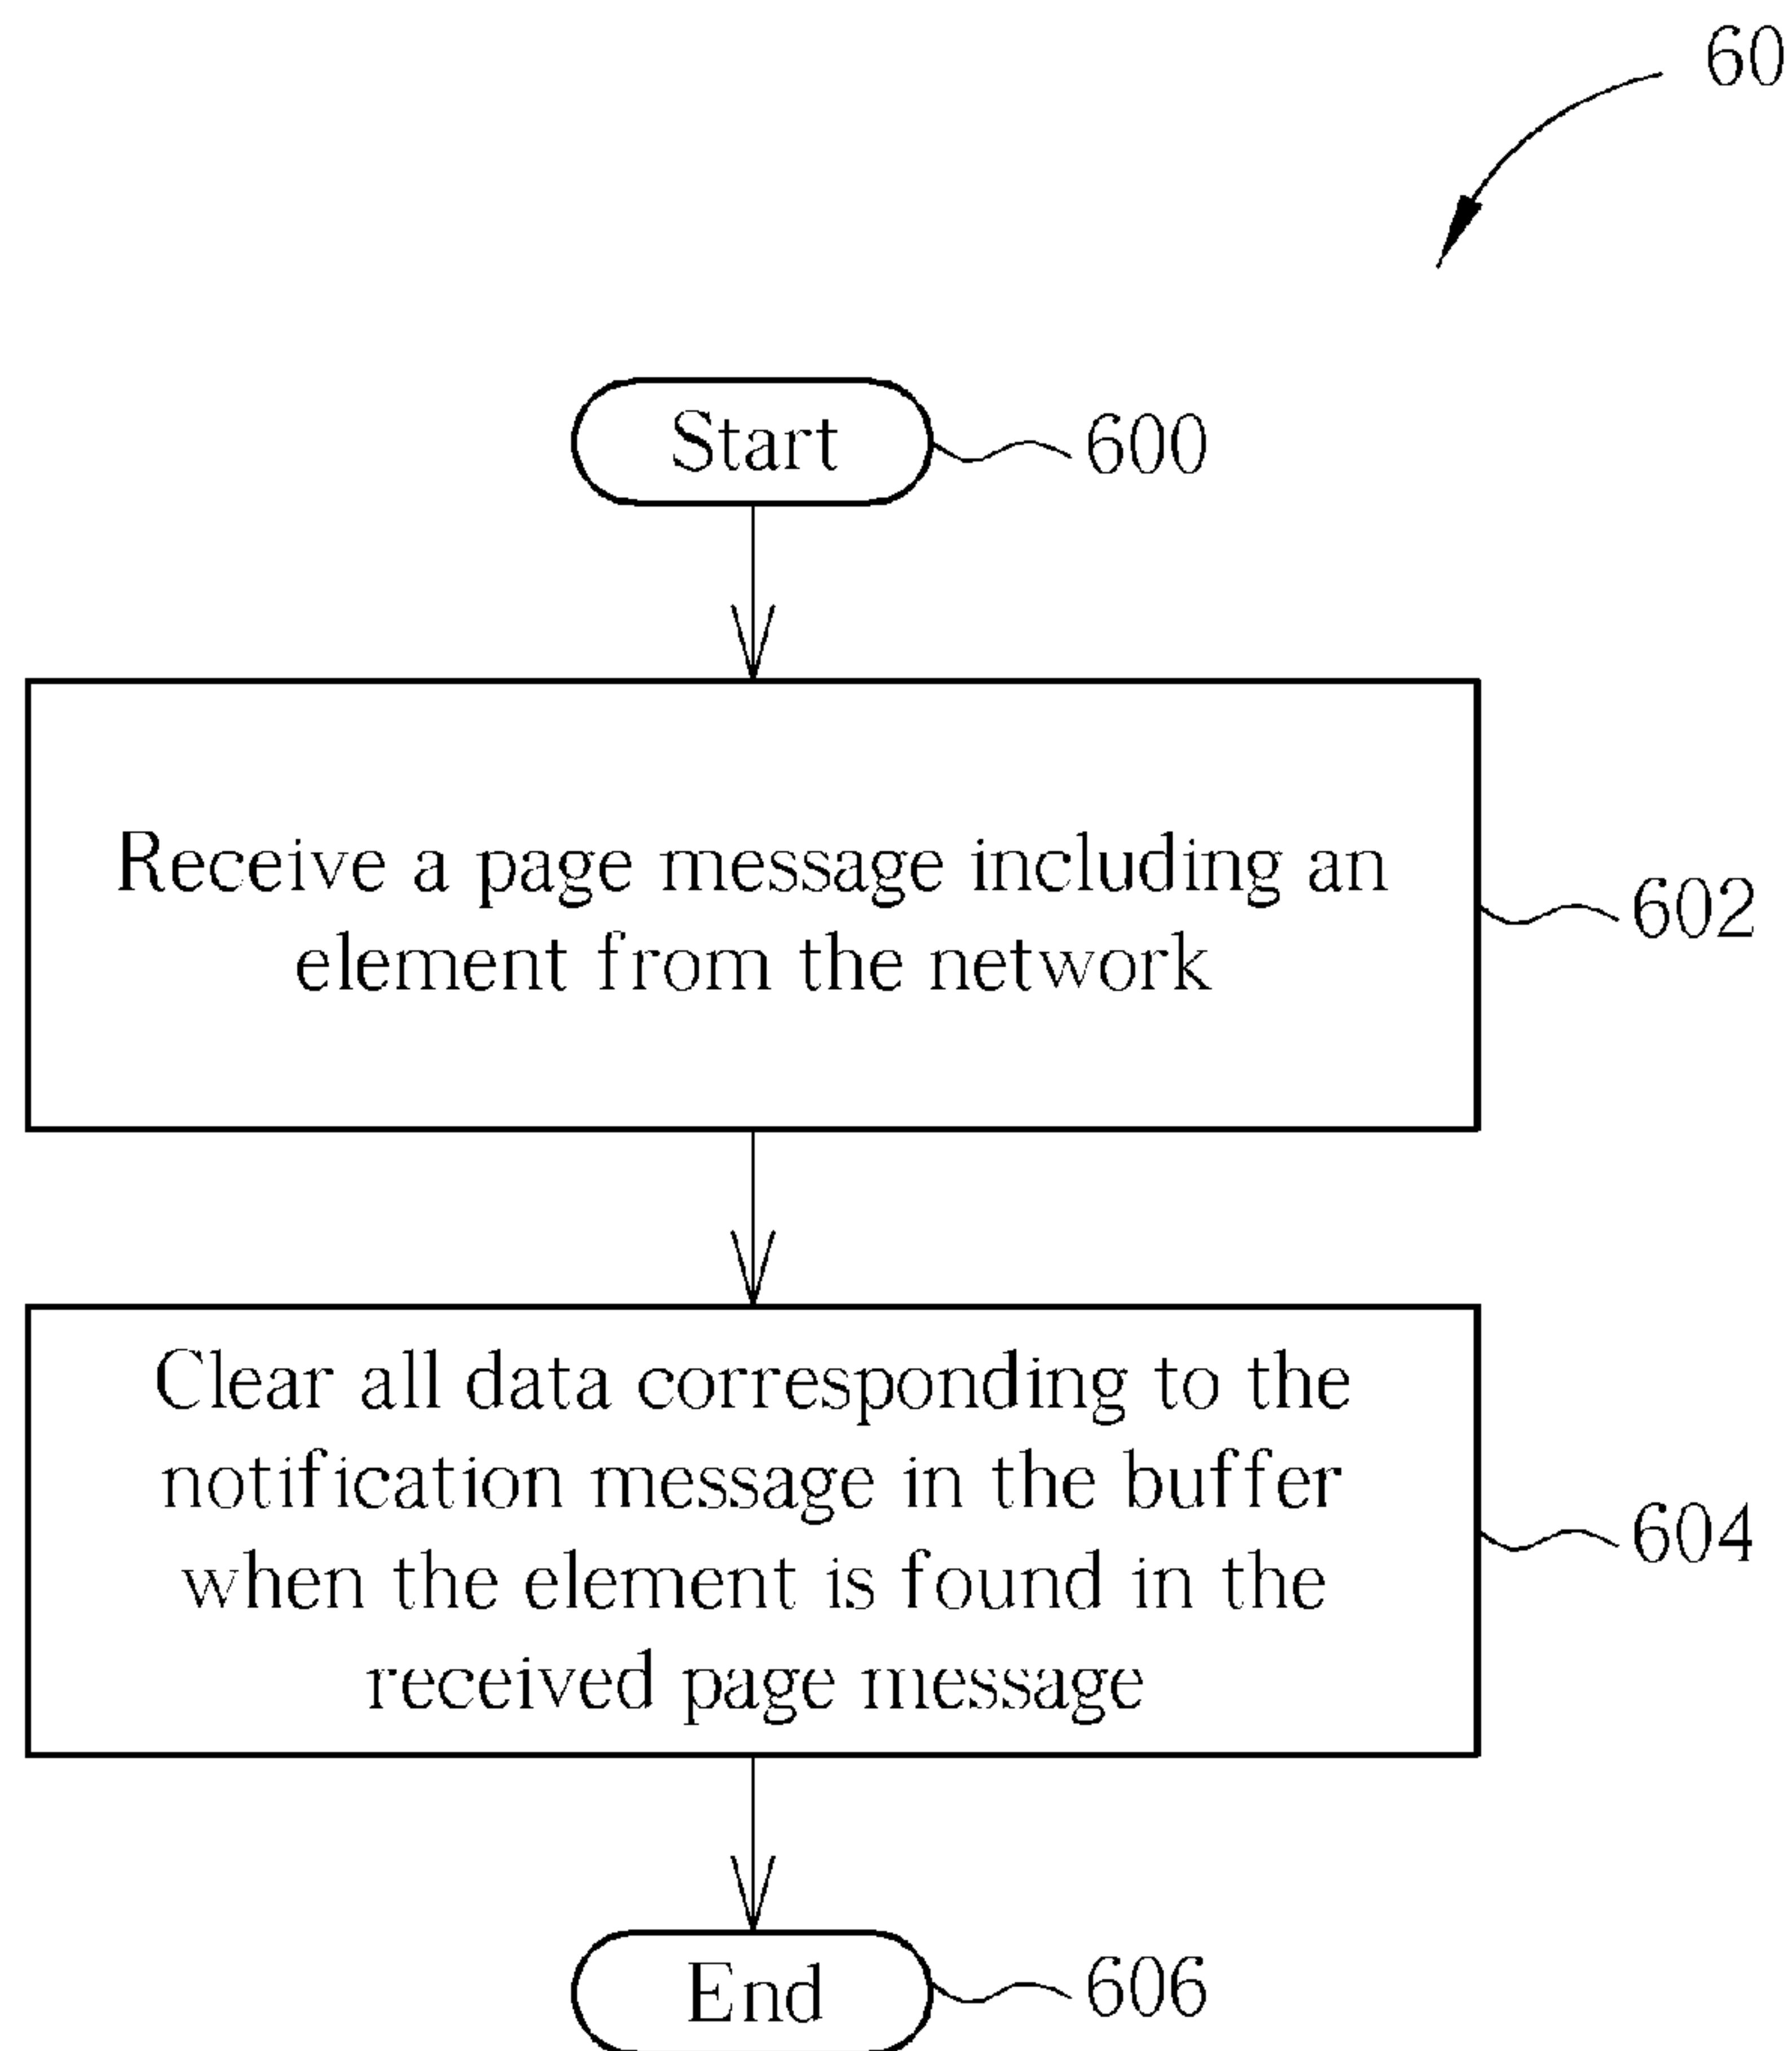 60
Start
600
Receive a page message including an
element from the network
602
Clear all data corresponding to the
notification message in the buffer
when the element is found in the
received page message
604
End
606